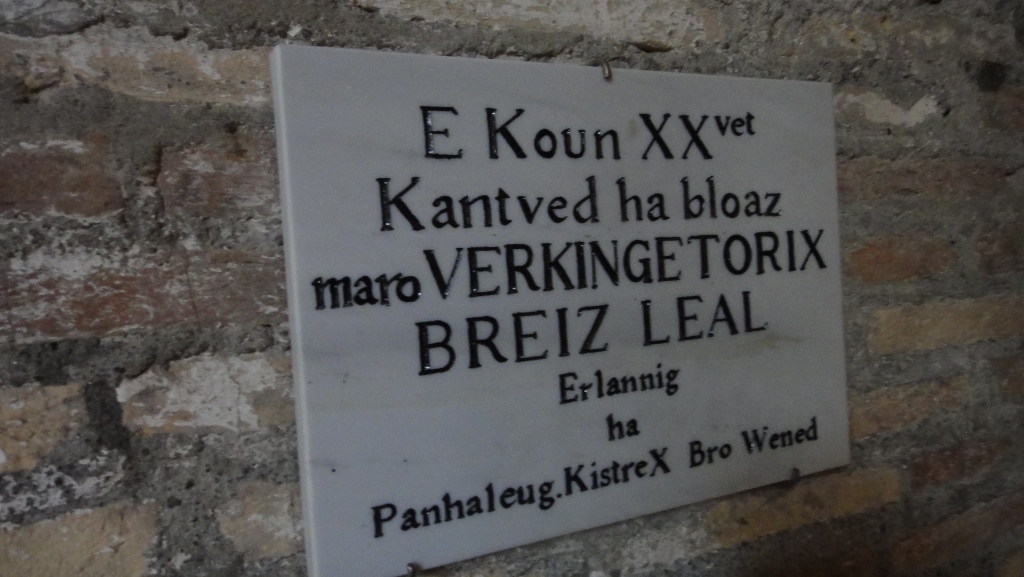 E Koun XXvet
Kantved ha bloaz
maro VERKINGETORIX
BREIZ LEAL
Erlannig
ha
Panhaleug.KistreX Bro Wened